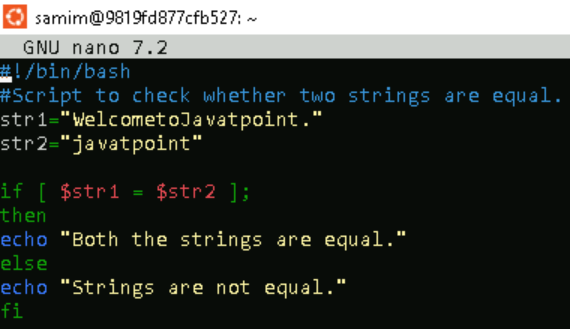 samim@9819fd877cfb527: ~
GNU nano 7.2
#!/bin/bash
#Script to check whether two strings are equal.
str1="WelcometoJavatpoint."
str2="javatpoint"
if [ $str1 = $str2 ];
then
echo "Both the strings are equal."
else
echo "Strings are not equal."
fi